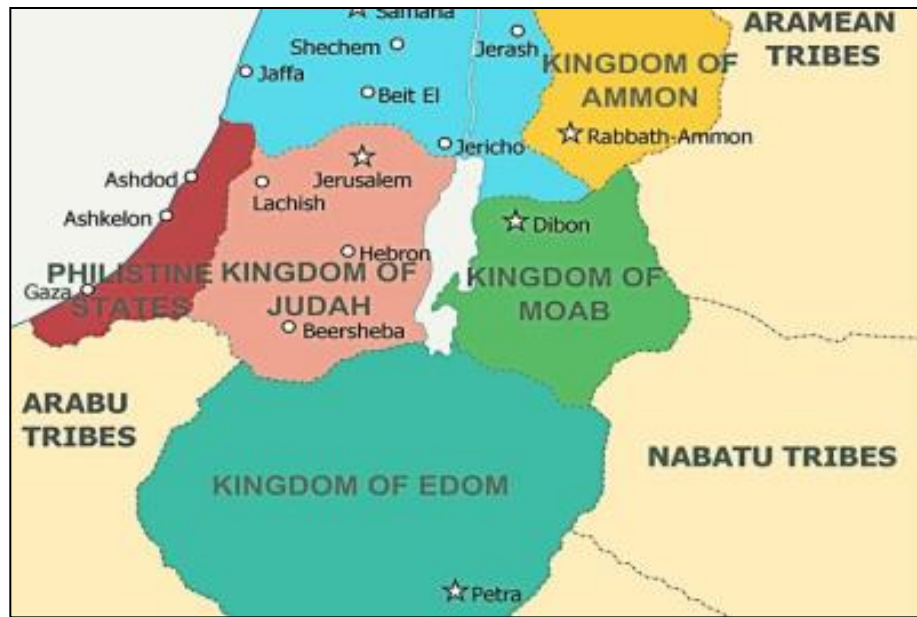 Samaria
Shechem
Jerash
ARAMEAN
TRIBES
Jaffa
KINGDOM OF
AMMON
Beit El
Rabbath-Ammon
Jericho
Jerusalem
Ashdod
Lachish
Ashkelon
Dibon
Hebron
PHILISTINE
STATES
KINGDOM OF
JUDAH
KINGDOM OF
MOAB
Gaza
Beersheba
ARABU
TRIBES
NABATU TRIBES
KINGDOM OF EDOM
Petra